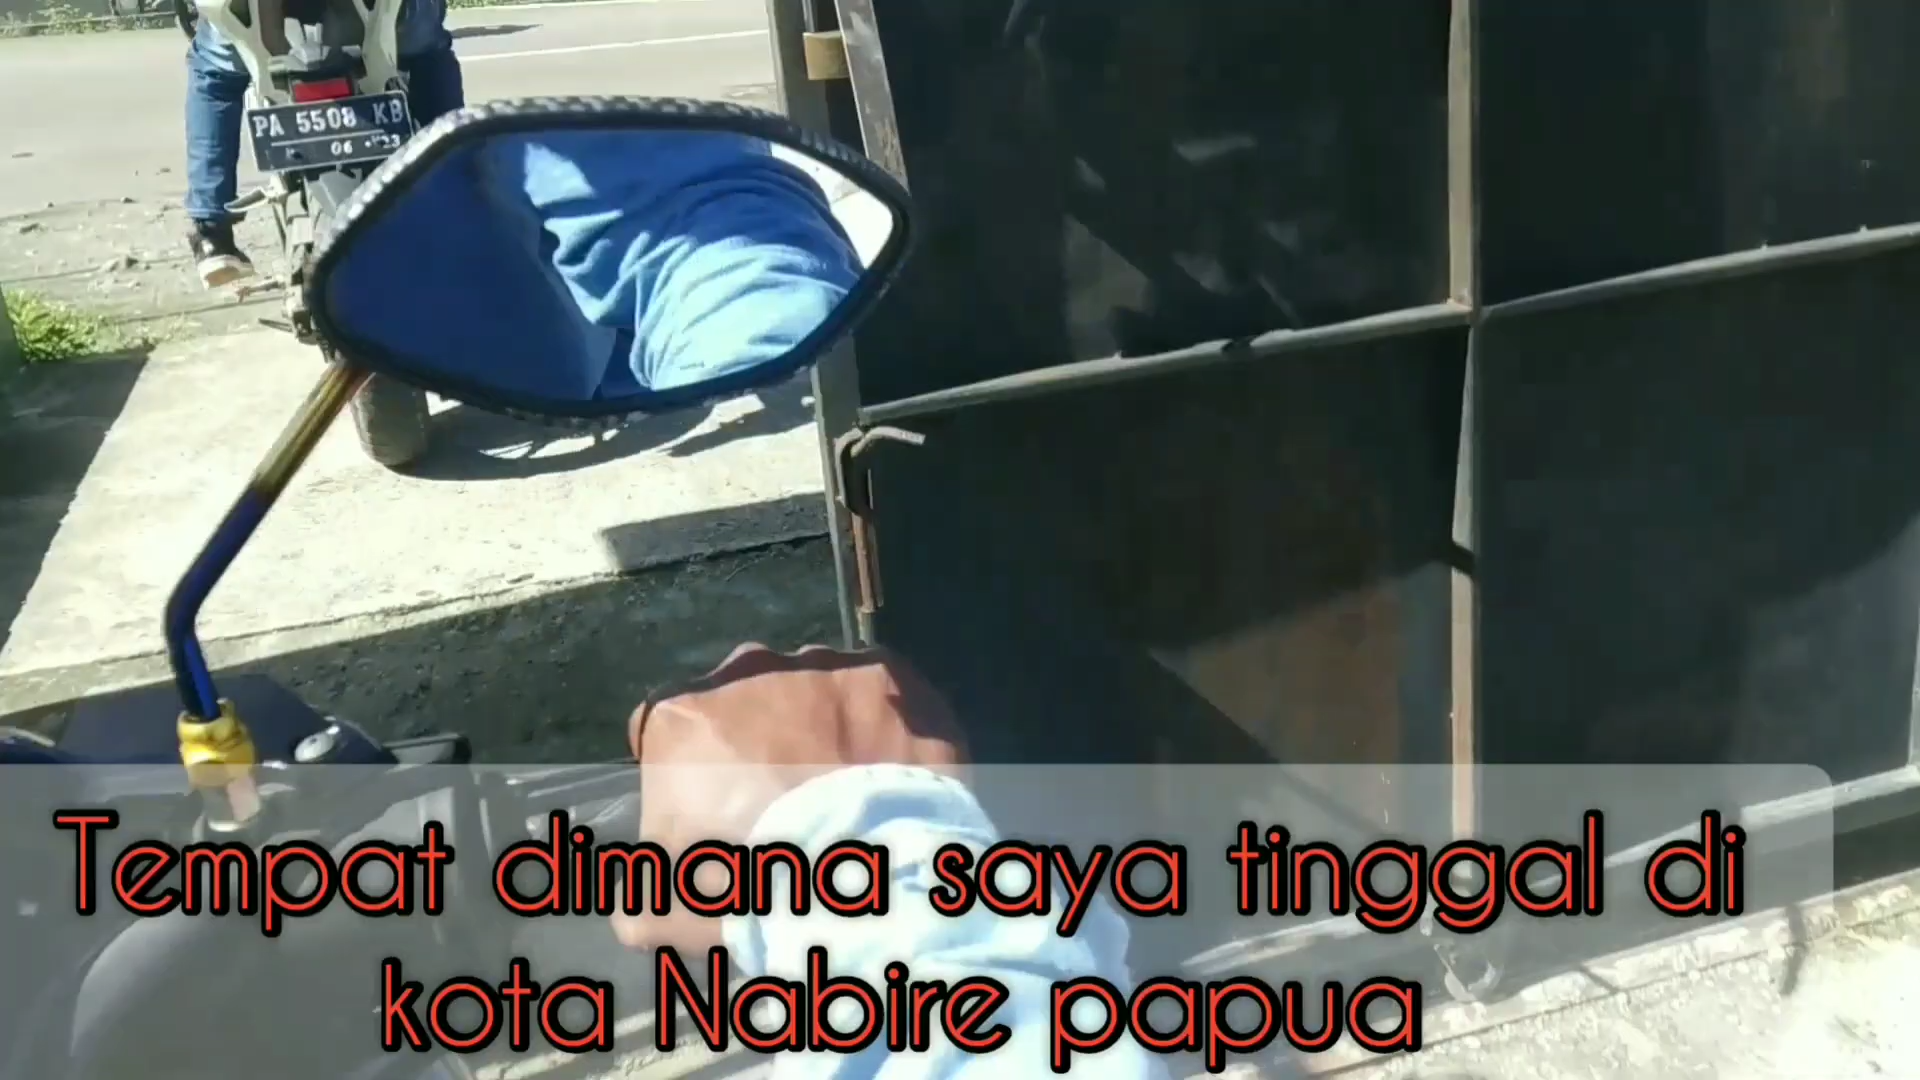 PA 5508 KB
06 · 23
Tempat dimana saya tinggal di
kota Nabire papua